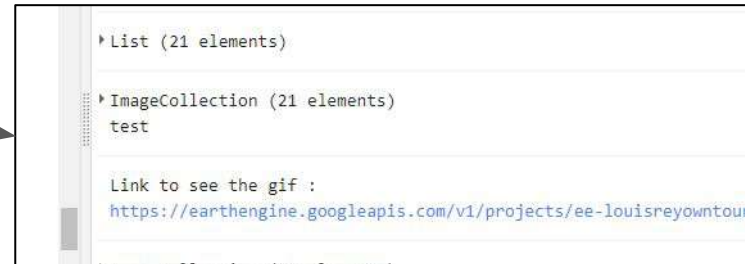 List (21 elements)
ImageCollection (21 elements)
test
Link to see the gif :
https://earthengine.googleapis.com/v1/projects/ee-louisreyowntour